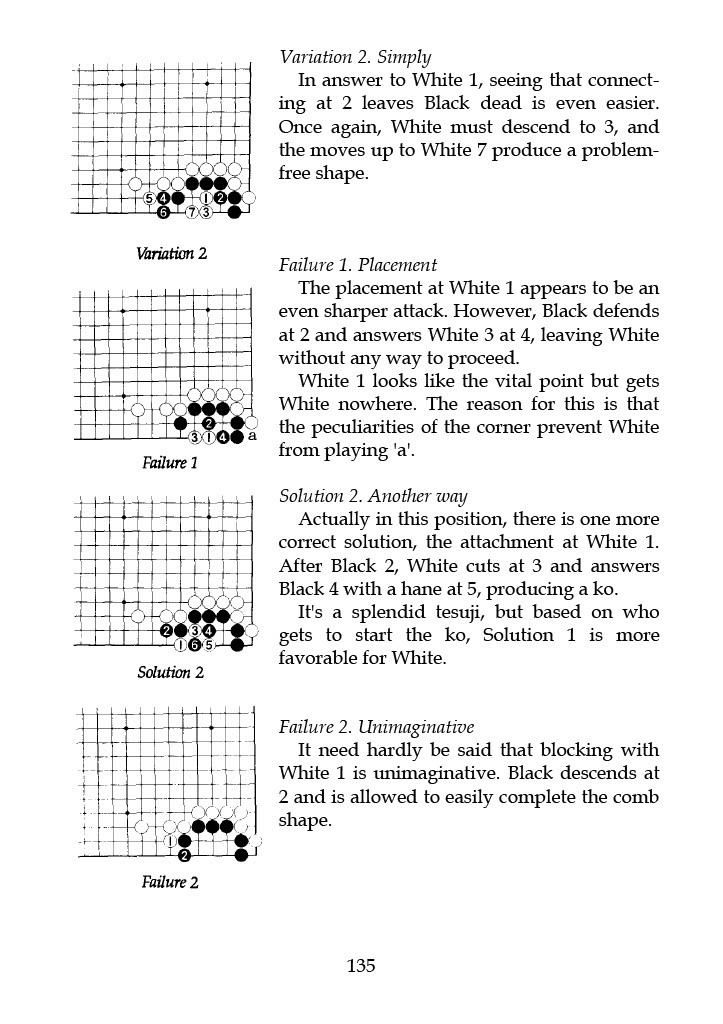 Variation 2. Simply
In answer to White 1, seeing that connect-
ing at 2 leaves Black dead is even easier.
Once again, White must descend to 3, and
the moves up to White 7 produce a problem-
free shape.
1 2
5 4
6 7 3
Variation 2
Failure 1. Placement
The placement at White 1 appears to be an
even sharper attack. However, Black defends
at 2 and answers White 3 at 4, leaving White
without any way to proceed.
White 1 looks like the vital point but gets
White nowhere. The reason for this is that
the peculiarities of the corner prevent White
from playing 'a'.
2
3 1 4 a
Failure 1
Solution 2. Another way
Actually in this position, there is one more
correct solution, the attachment at White 1.
After Black 2, White cuts at 3 and answers
Black 4 with a hane at 5, producing a ko.
It's a splendid tesuji, but based on who
gets to start the ko, Solution 1 is more
favorable for White.
2 3 4
1 6 5
Solution 2
Failure 2. Unimaginative
It need hardly be said that blocking with
White 1 is unimaginative. Black descends at
2 and is allowed to easily complete the comb
shape.
1
2
Failure 2
135